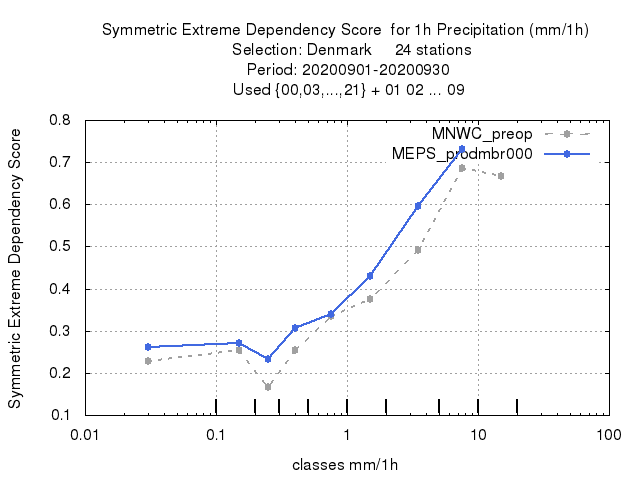 Symmetric Extreme Dependency Score  for 1h Precipitation (mm/1h)
Selection: Denmark     24 stations
Period: 20200901-20200930
Used {00,03,...,21} + 01 02 ... 09
Symmetric Extreme Dependency Score
0.8
0.7
0.6
0.5
0.4
0.3
0.2
0.1
MNWC_preop
MEPS_prodmbr000
0.01
0.1
1
10
100
classes mm/1h